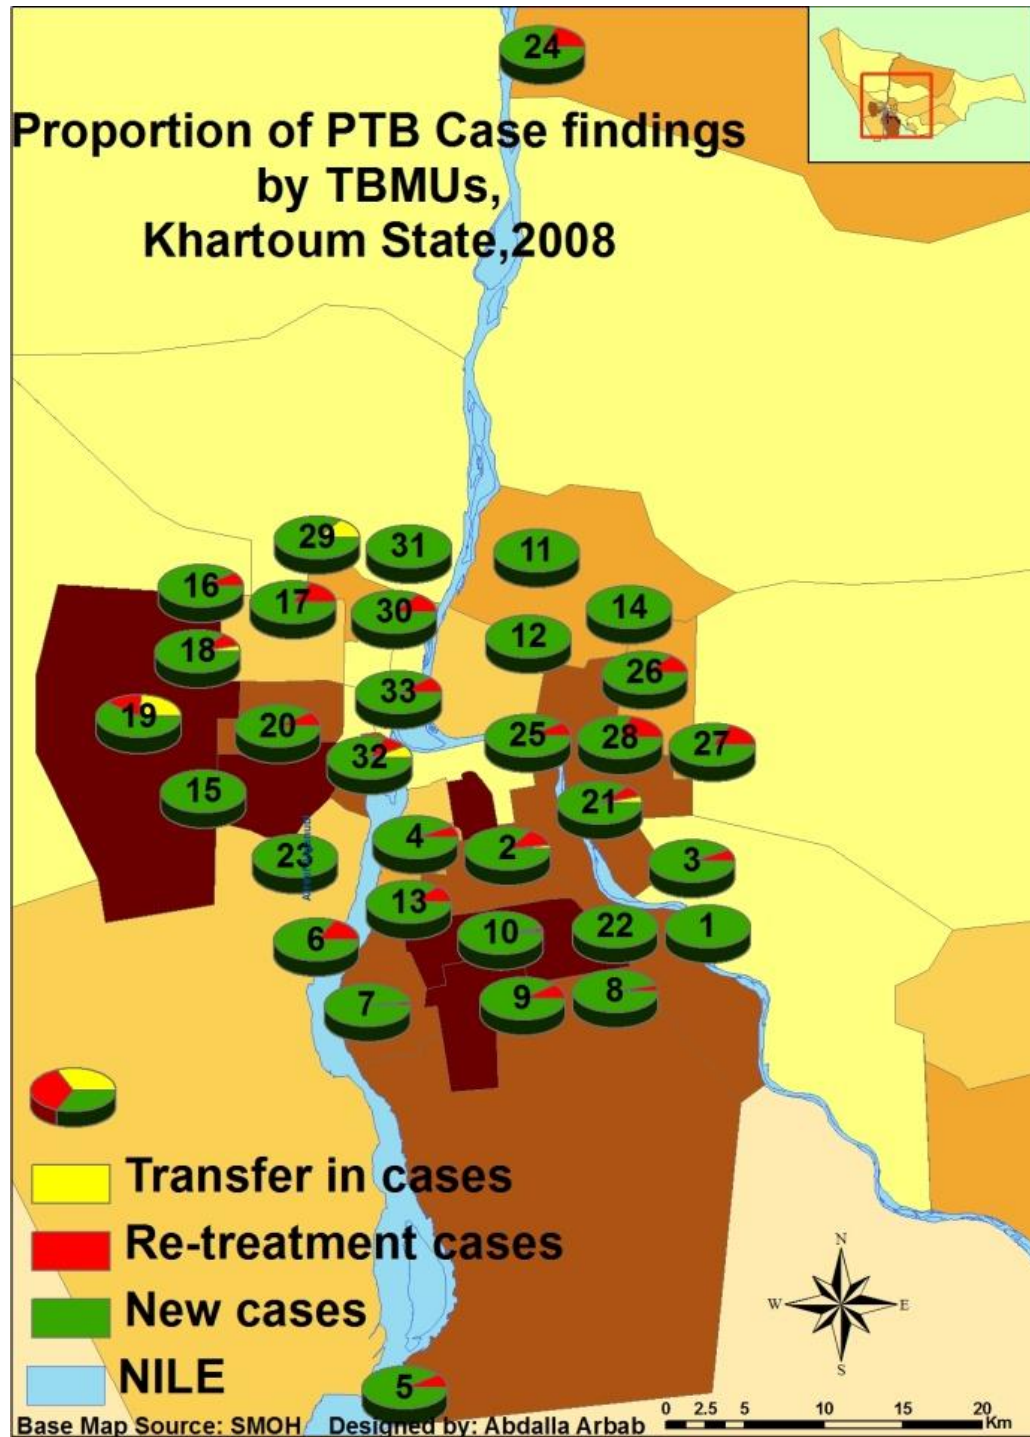 24
Proportion of PTB Case findings
by TBMUs,
Khartoum State,2008
29
31
11
16
17
30
14
12
18
26
33
19
20
25
28
27
32
15
21
4
2
3
23
13
6
10
22
1
7
9
8
Transfer in cases
Re-treatment cases
New cases
NILE
N
W
E
S
5
Base Map Source: SMOH Designed by: Abdalla Arbab
0 2.5 5 10 15 20
Km